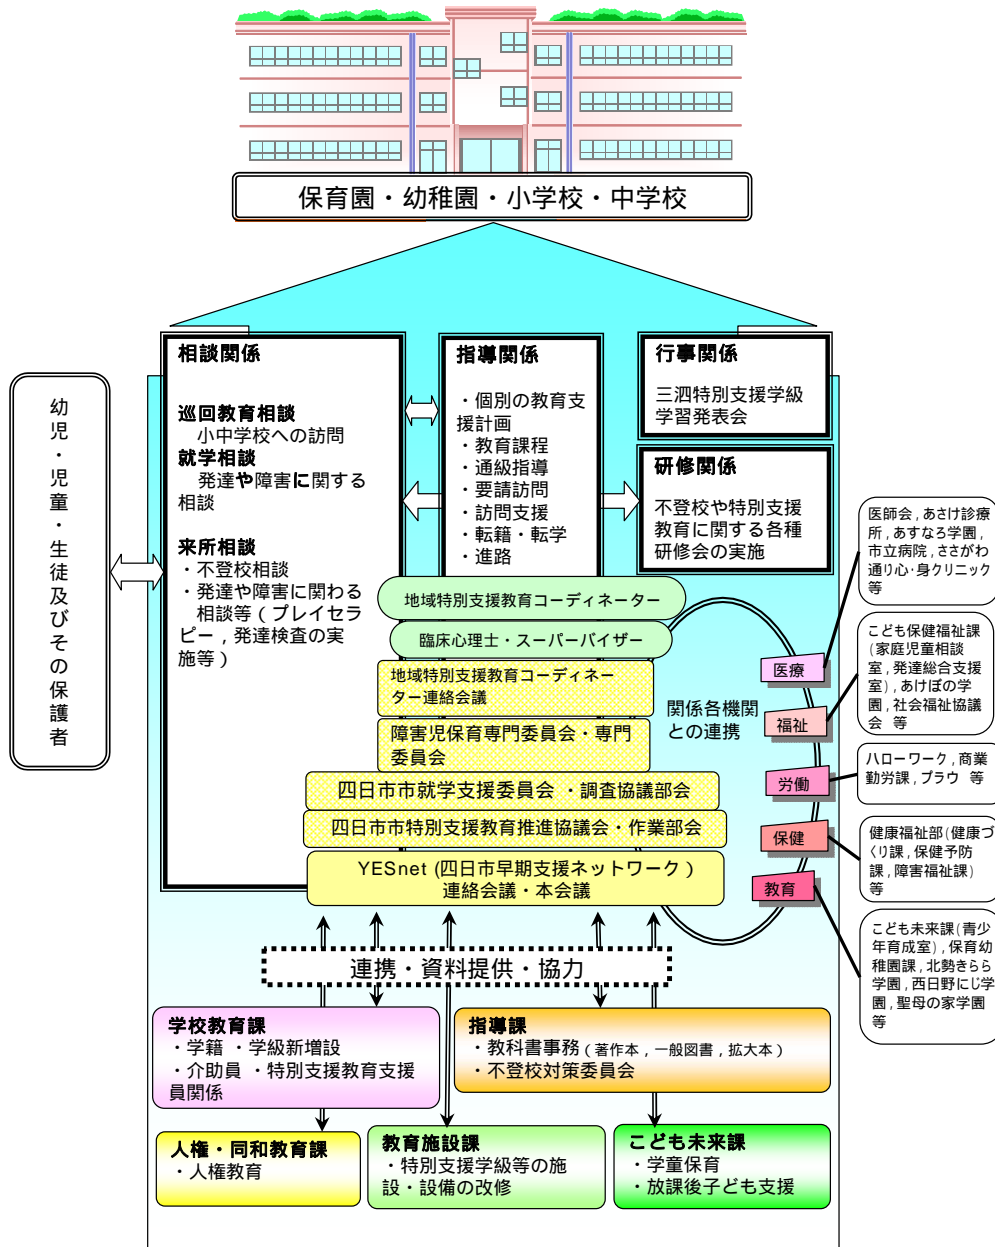 保育園・幼稚園・小学校・中学校
幼児・児童・生徒及びその保護者
相談関係
巡回教育相談
小中学校への訪問
就学相談
発達や障害に関する
相談
来所相談
・不登校相談
・発達や障害に関わる
相談等（プレイセラ
ピー，発達検査の実
施等）
指導関係
・個別の教育支
援計画
・教育課程
・通級指導
・要請訪問
・訪問支援
・転籍・転学
・進路
行事関係
三泗特別支援学級
学習発表会
研修関係
不登校や特別支援
教育に関する各種
研修会の実施
地域特別支援教育コーディネーター
臨床心理士・スーパーバイザー
地域特別支援教育コーディネー
ター連絡会議
障害児保育専門委員会・専門
委員会
四日市市就学支援委員会 ・調査協議部会
四日市市特別支援教育推進協議会・作業部会
YESnet (四日市早期支援ネットワーク）
連絡会議・本会議
関係各機関
との連携
医療
福祉
労働
保健
教育
医師会，あさけ診療
所，あすなろ学園，
市立病院，ささがわ
通り心・身クリニック
等
こども保健福祉課
(家庭児童相談
室，発達総合支援
室)，あけぼの学
園，社会福祉協議
会 等
ハローワーク，商業
勤労課，プラウ 等
健康福祉部(健康づ
くり課，保健予防
課，障害福祉課)
等
こども未来課(青少
年育成室)，保育幼
稚園課，北勢きらら
学園，西日野にじ学
園，聖母の家学園
等
連携・資料提供・協力
学校教育課
・学籍 ・学級新増設
・介助員 ・特別支援教育支援
員関係
指導課
・教科書事務（著作本，一般図書，拡大本）
・不登校対策委員会
人権・同和教育課
・人権教育
教育施設課
・特別支援学級等の施
設・設備の改修
こども未来課
・学童保育
・放課後子ども支援